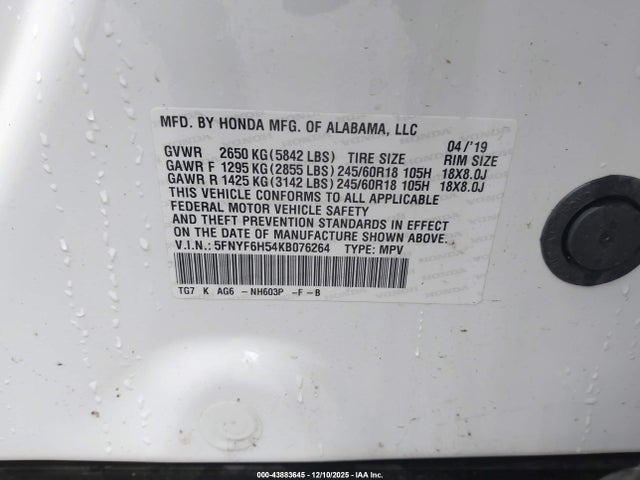 MFD. BY HONDA MFG. OF ALABAMA, LLC
04/'19
GVWR 2650 KG (5842 LBS) TIRE SIZE RIM SIZE
GAWR F 1295 KG (2855 LBS) 245/60R18 105H 18X8.0J
GAWR R 1425 KG (3142 LBS) 245/60R18 105H 18X8.0J
THIS VEHICLE CONFORMS TO ALL APPLICABLE
FEDERAL MOTOR VEHICLE SAFETY
AND THEFT PREVENTION STANDARDS IN EFFECT
ON THE DATE OF MANUFACTURE SHOWN ABOVE.
V.I.N.: 5FNYF6H54KB076264 TYPE: MPV
TG7 K AG6 -NH603P -F-B
000-43883645 - 12/10/2025 - IAA Inc.